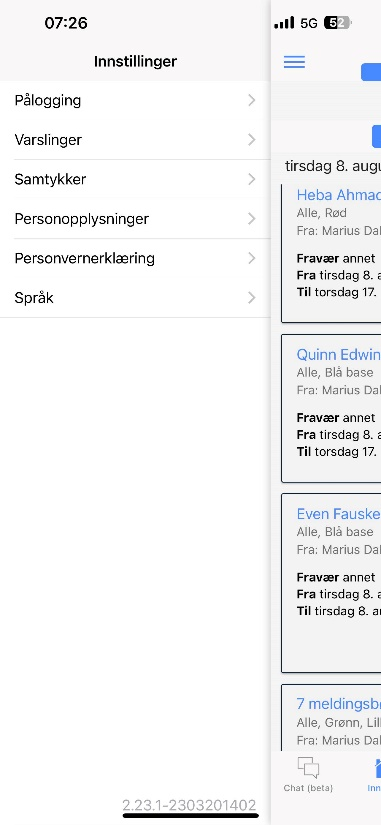 07:26
5G 52
Innstillinger
Pålogging
Varslinger
Samtykker
Personopplysninger
Personvernerklæring
Språk
2.23.1-2303201402
tirsdag 8. augu
Heba Ahmad
Alle, Rød
Fra: Marius Dal
Fravær annet
Fra tirsdag 8. a
Til torsdag 17.
Quinn Edwin
Alle, Blå base
Fra: Marius Dal
Fravær annet
Fra tirsdag 8. a
Til torsdag 17.
Even Fauske
Alle, Blå base
Fra: Marius Dal
Fravær annet
Fra tirsdag 8. a
Til tirsdag 8. au
7 meldingsb
Alle, Grønn, Lil
Fra: Marius Dal
Chat (beta)
Inn